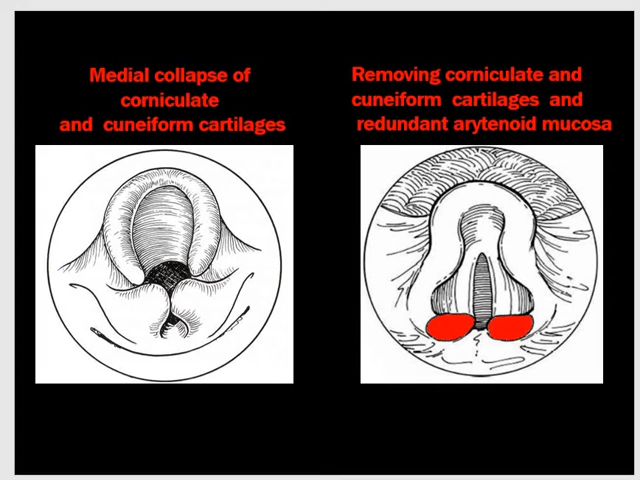 Medial collapse of
corniculate
and cuneiform cartilages
Removing corniculate and
cuneiform cartilages and
redundant arytenoid mucosa